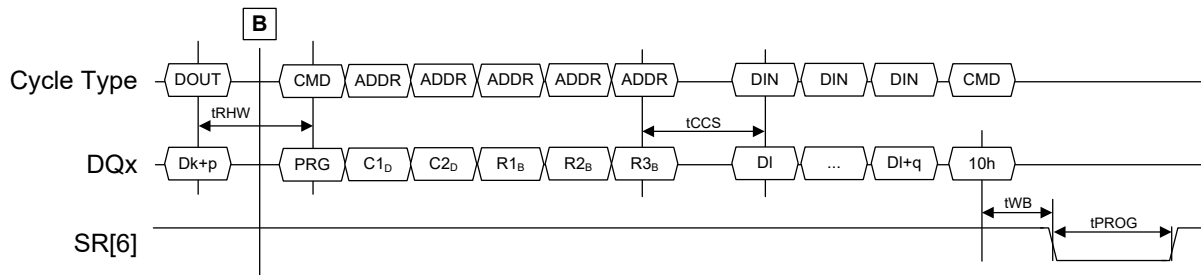 B
Cycle Type DOUT CMD ADDR ADDR ADDR ADDR ADDR DIN DIN DIN CMD
tRHW tCCS
DQx Dk+p PRG C1D C2D R1B R2B R3B DI ... DI+q 10h
tWB tPROG
SR[6]